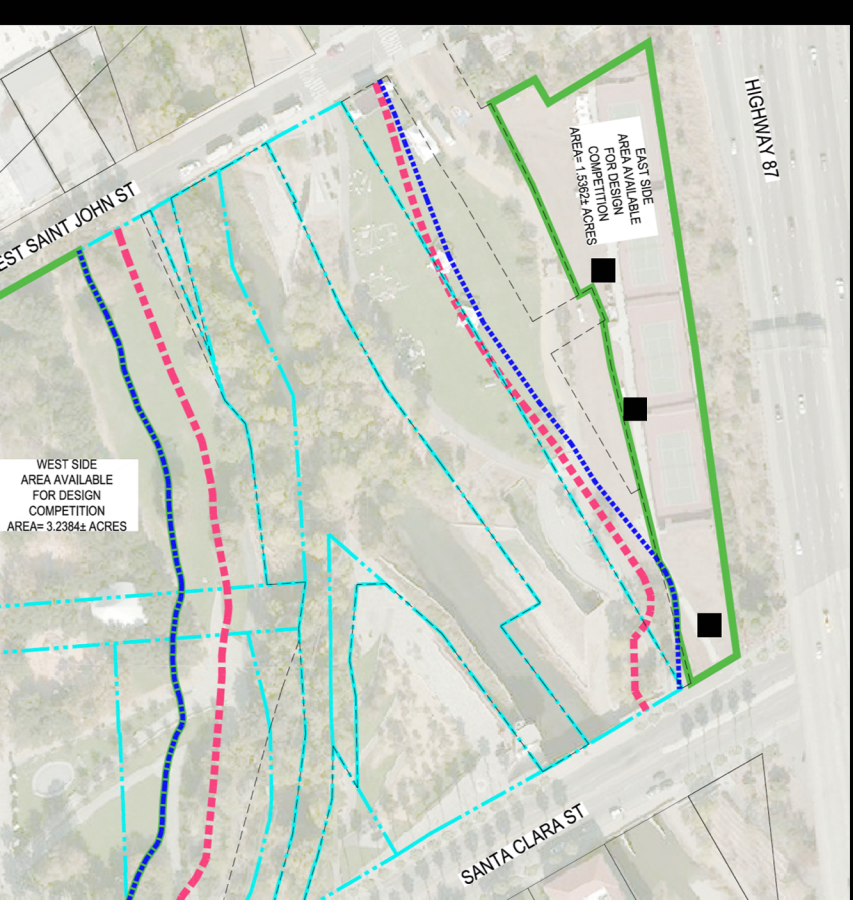 HIGHWAY 87
EAST SIDE
AREA AVAILABLE
FOR DESIGN
COMPETITION
AREA= 1.5362± ACRES
EST SAINT JOHN ST
WEST SIDE
AREA AVAILABLE
FOR DESIGN
COMPETITION
AREA= 3.2384± ACRES
SANTA CLARA ST